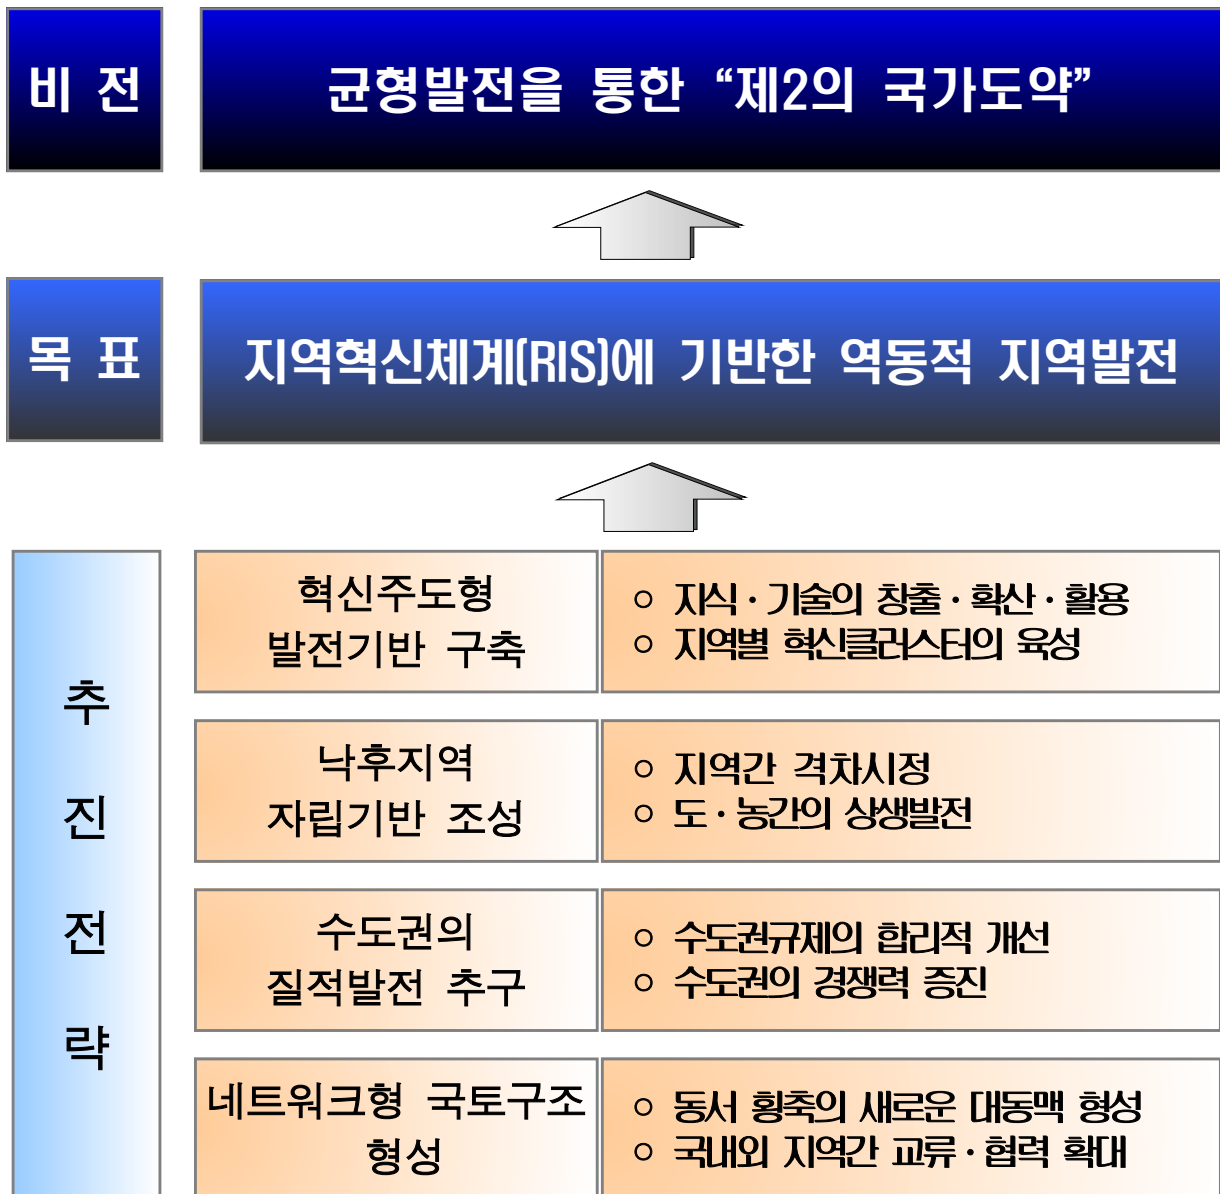 비 전
균형발전을 통한 “제2의 국가도약”
목 표
지역혁신체계(RIS)에 기반한 역동적 지역발전
추
진
전
략
혁신주도형
발전기반 구축
○ 지식·기술의 창출·확산·활용
○ 지역별 혁신클러스터의 육성
낙후지역
자립기반 조성
○ 지역간 격차시정
○ 도·농간의 상생발전
수도권의
질적발전 추구
○ 수도권규제의 합리적 개선
○ 수도권의 경쟁력 증진
네트워크형 국토구조
형성
○ 동서 횡축의 새로운 대동맥 형성
○ 국내외 지역간 교류·협력 확대